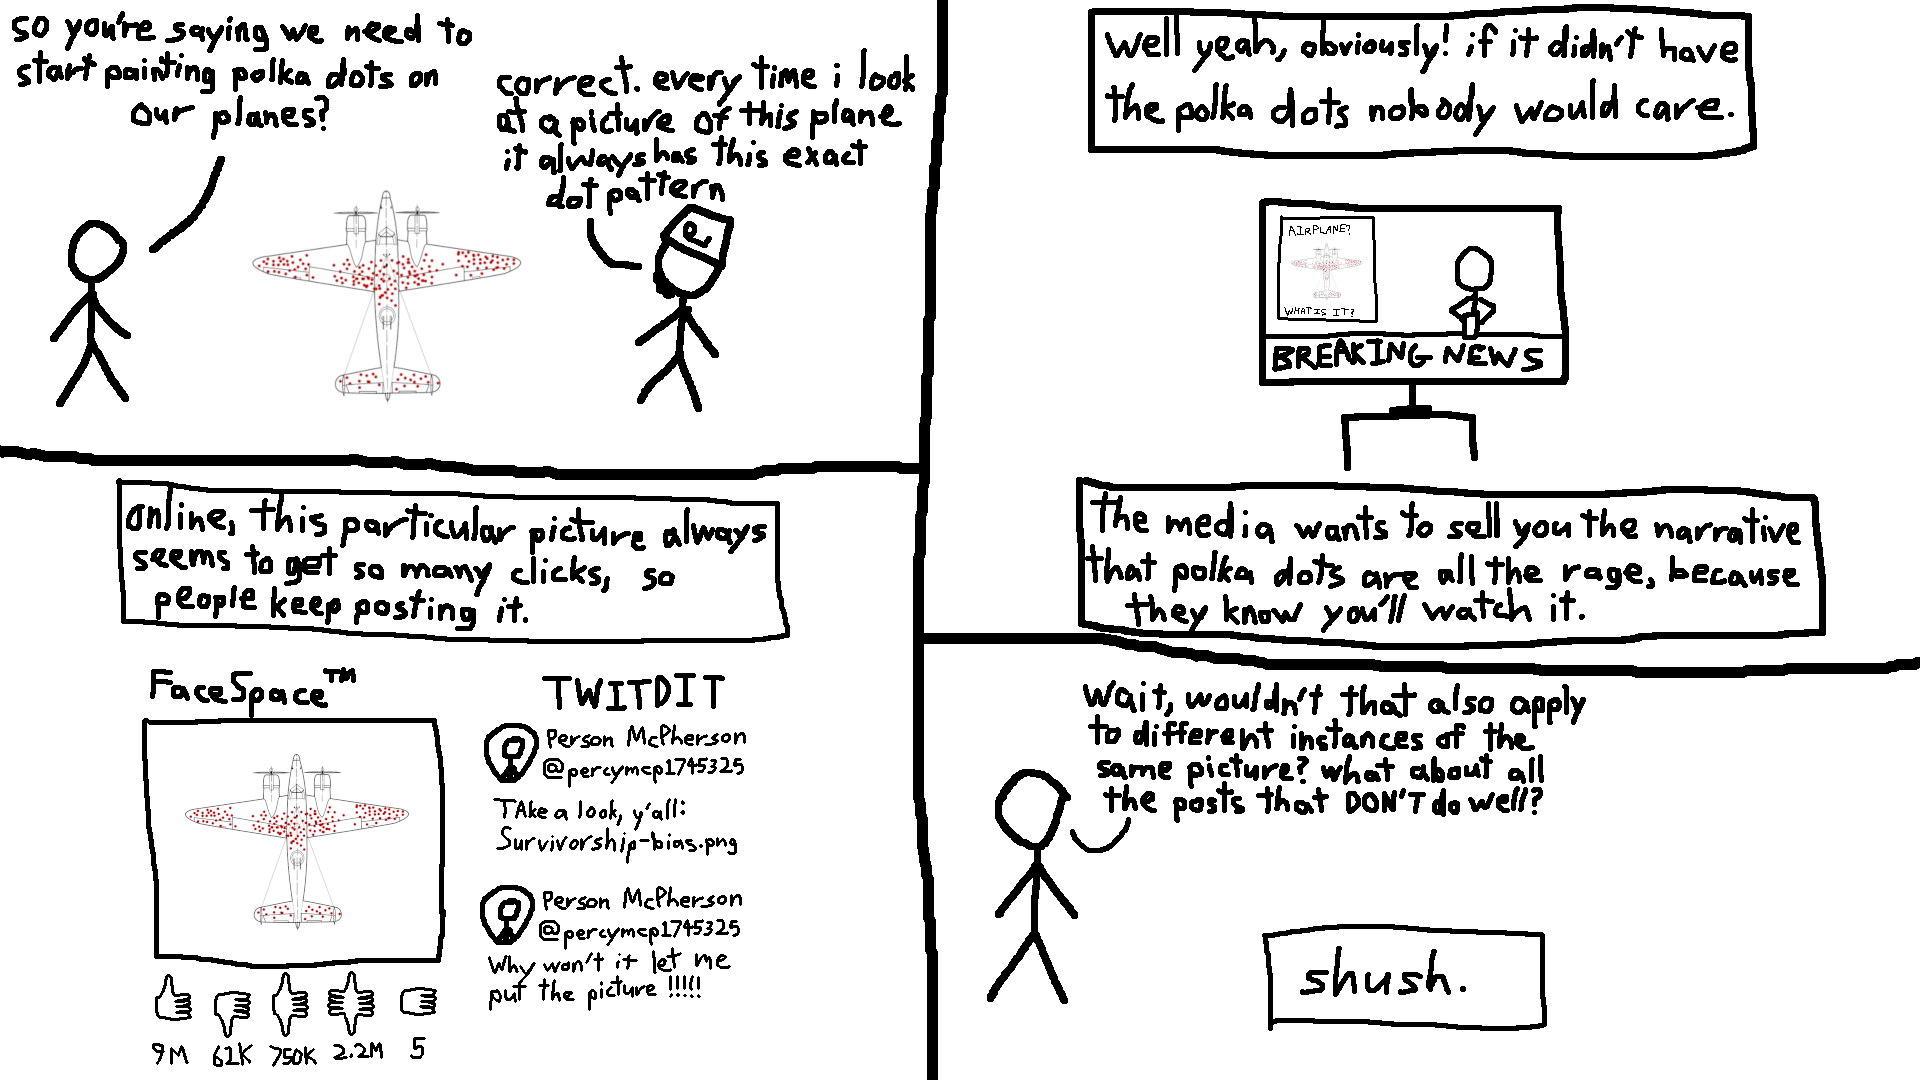 so you're saying we need to
start painting polka dots on
our planes?
correct. every time i look
at a picture of this plane
it always has this exact
dot pattern
e
well yeah, obviously! if it didn't have
the polka dots nobody would care.
AIRPLANE?
WHAT IS IT?
BREAKING NEWS
the media wants to sell you the narrative
that polka dots are all the rage, because
they know you'll watch it.
online, this particular picture always
seems to get so many clicks, so
people keep posting it.
FaceSpace™
9M 61K 750K 2.2M 5
TWITDIT
Person McPherson
@percymcp1745325
TAke a look, y'all:
Survivorship-bias.png
Person McPherson
@percymcp1745325
Why won't it let me
put the picture !!!!!
wait, wouldn't that also apply
to different instances of the
same picture? what about all
the posts that DON'T do well?
shush.